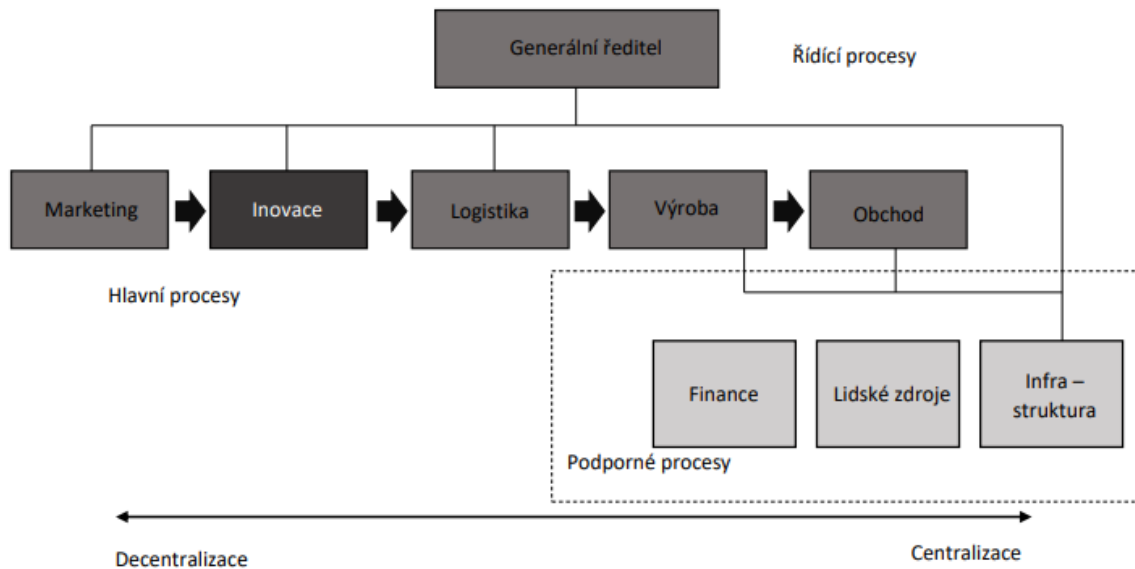 Generální ředitel
Řídící procesy
Marketing
Inovace
Logistika
Výroba
Obchod
Hlavní procesy
Finance
Lidské zdroje
Infra –
struktura
Podporné procesy
Decentralizace
Centralizace